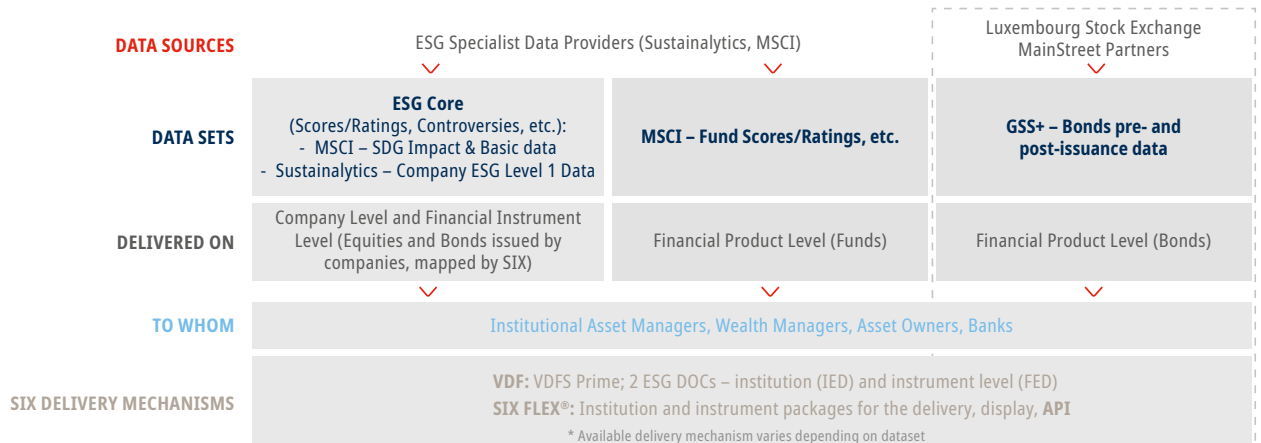 DATA SOURCES
ESG Specialist Data Providers (Sustainalytics, MSCI)
Luxembourg Stock Exchange
MainStreet Partners
DATA SETS
ESG Core
(Scores/Ratings, Controversies, etc.):
- MSCI – SDG Impact & Basic data
- Sustainalytics – Company ESG Level 1 Data
MSCI – Fund Scores/Ratings, etc.
GSS+ – Bonds pre- and
post-issuance data
DELIVERED ON
Company Level and Financial Instrument
Level (Equities and Bonds issued by
companies, mapped by SIX)
Financial Product Level (Funds)
Financial Product Level (Bonds)
TO WHOM
Institutional Asset Managers, Wealth Managers, Asset Owners, Banks
SIX DELIVERY MECHANISMS
VDF: VDFS Prime; 2 ESG DOCs – institution (IED) and instrument level (FED)
SIX FLEX®: Institution and instrument packages for the delivery, display, API
* Available delivery mechanism varies depending on dataset